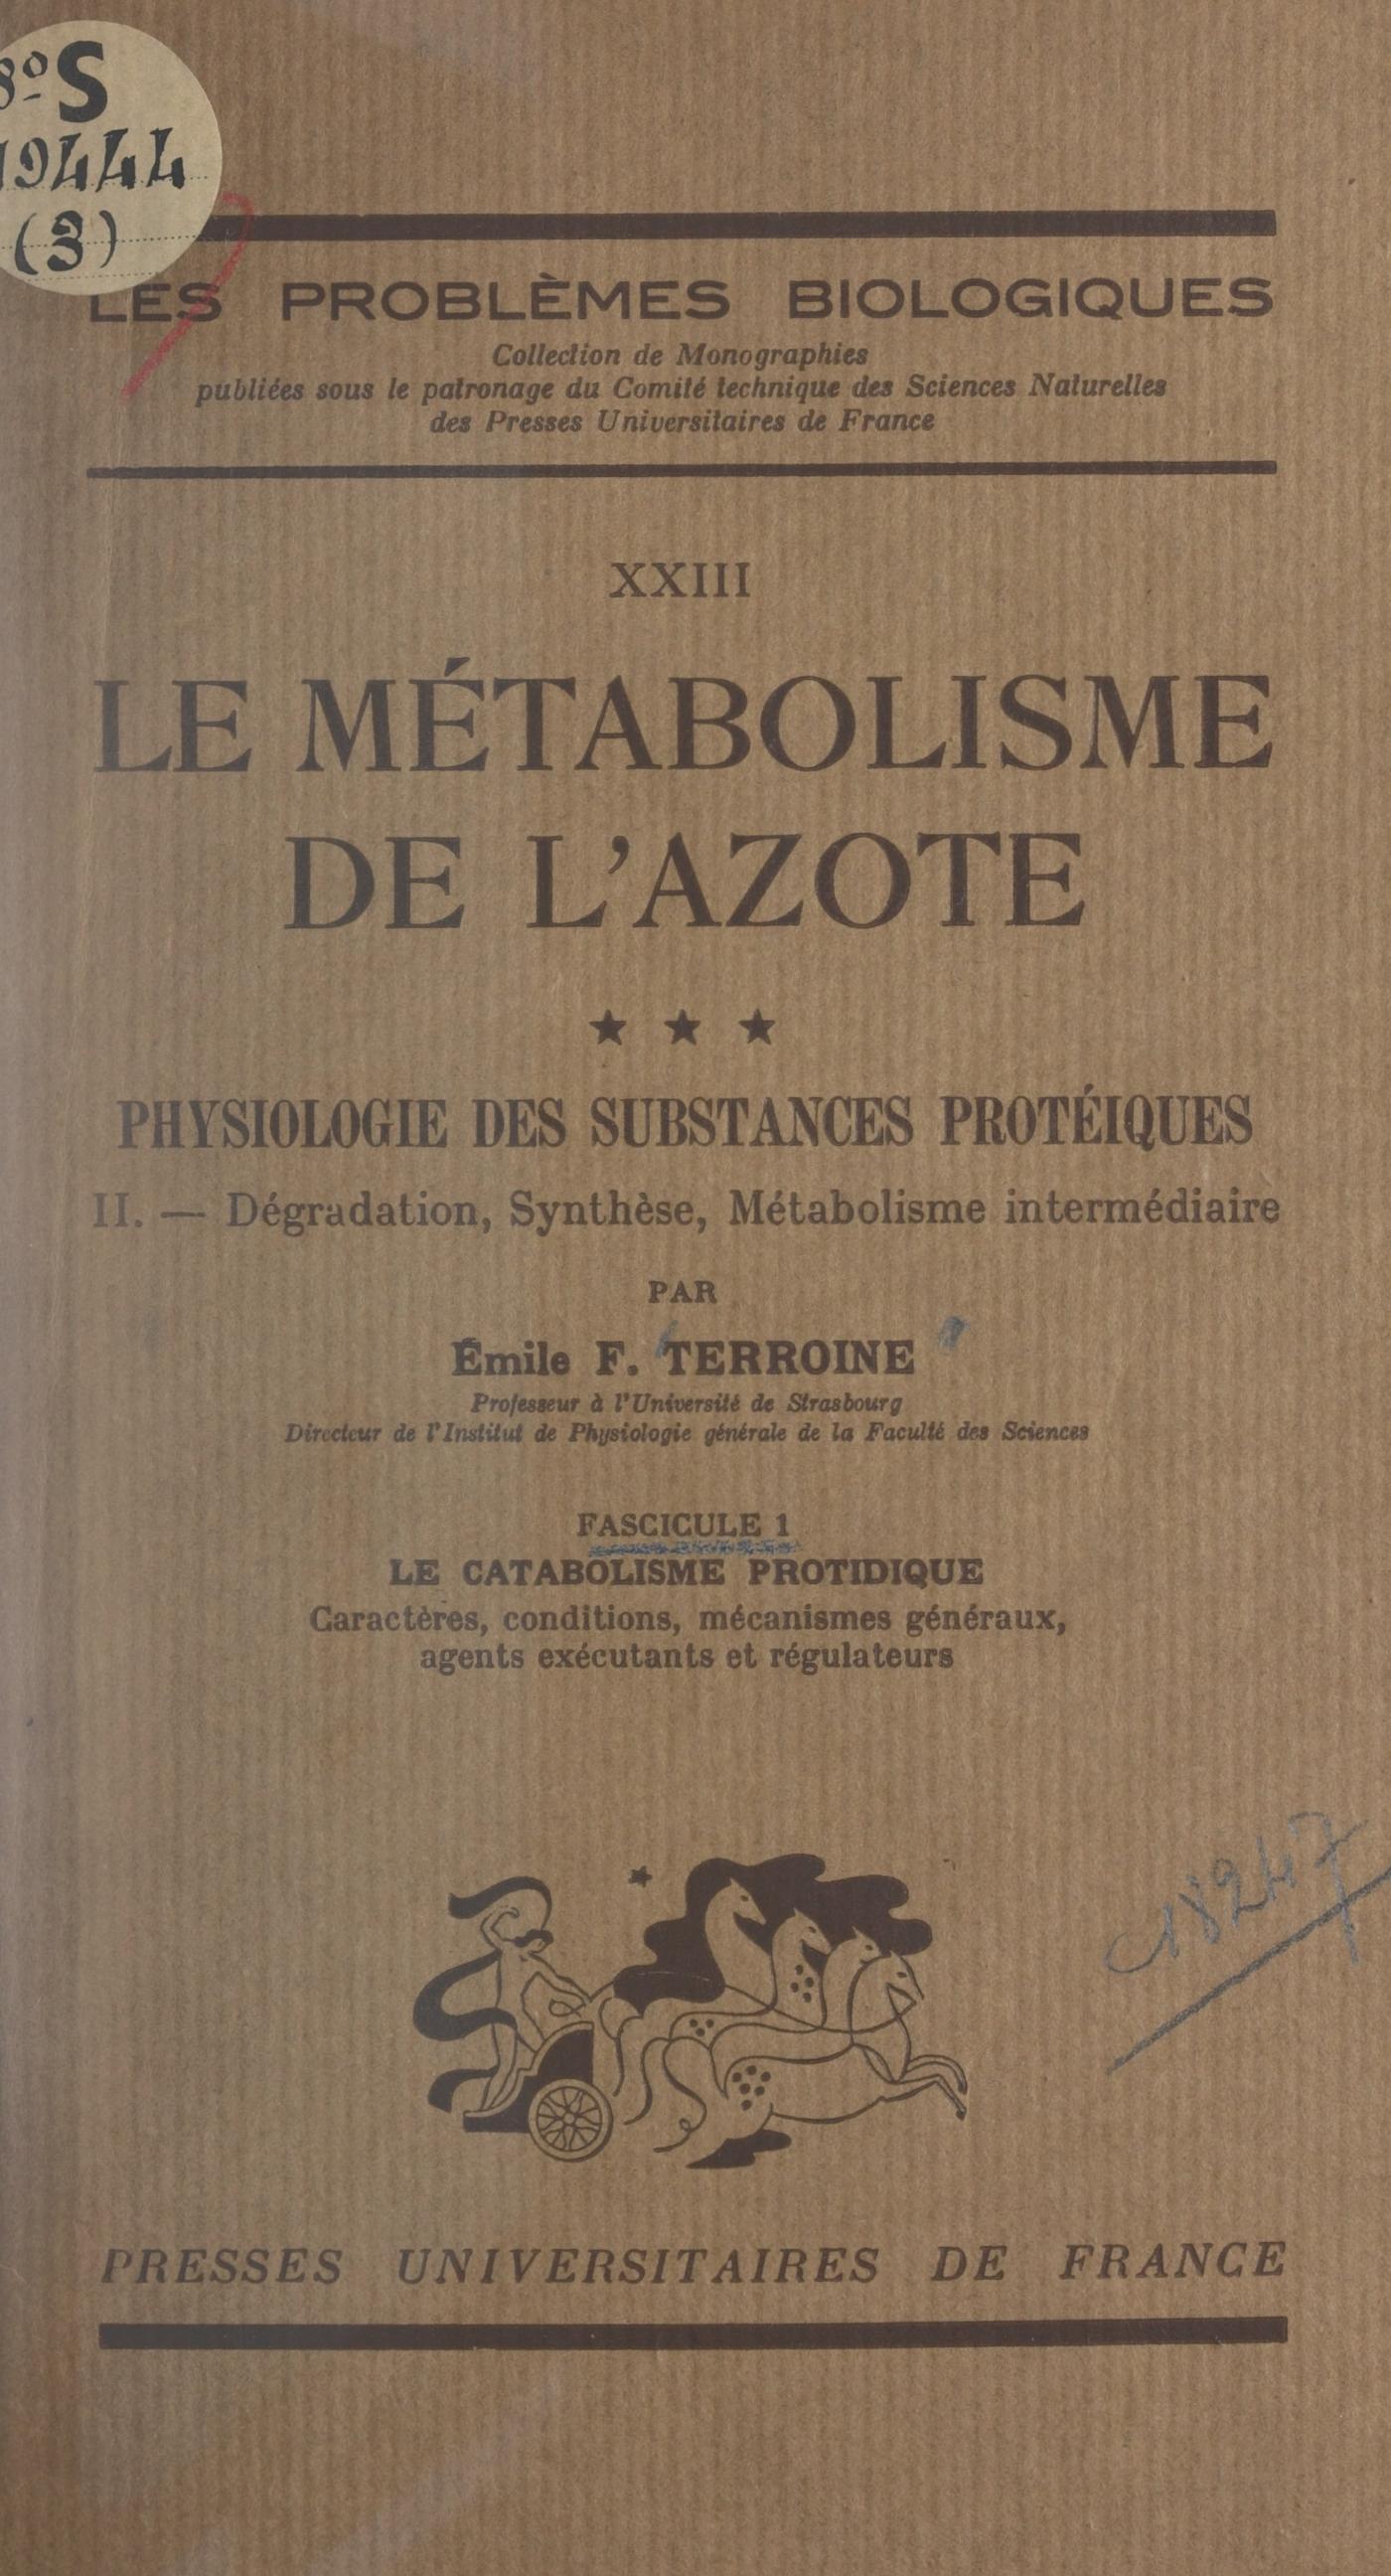 8º S
19444
(3)
LES PROBLÈMES BIOLOGIQUES
Collection de Monographies
publiées sous le patronage du Comité technique des Sciences Naturelles
des Presses Universitaires de France
XXIII
LE MÉTABOLISME
DE L'AZOTE
★ ★ ★
PHYSIOLOGIE DES SUBSTANCES PROTÉIQUES
II. — Dégradation, Synthèse, Métabolisme intermédiaire
PAR
Émile F. TERROINE
Professeur à l'Université de Strasbourg
Directeur de l'Institut de Physiologie générale de la Faculté des Sciences
FASCICULE 1
LE CATABOLISME PROTIDIQUE
Caractères, conditions, mécanismes généraux,
agents exécutants et régulateurs
18247
PRESSES UNIVERSITAIRES DE FRANCE